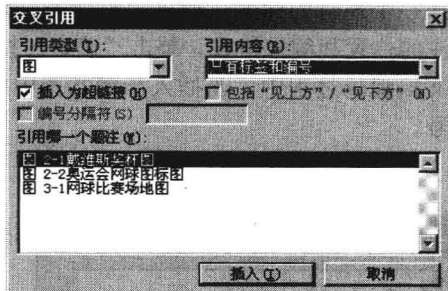 交叉引用
引用类型(T):
引用内容(R):
图
只有标签和编号
插入为超链接(H)
包括“见上方”/“见下方”(N)
编号分隔符(S)
引用哪一个题注(W):
图 2-1戴维斯奖杯图
图 2-2奥运会网球图标图
图 3-1网球比赛场地图
插入(I)
取消